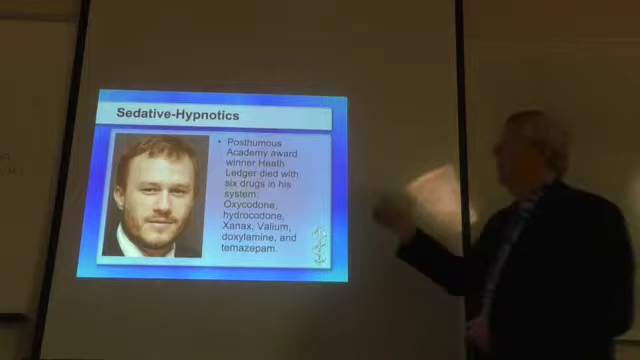 Sedative-Hypnotics
• Posthumous
Academy award
winner Heath
Ledger died with
six drugs in his
system.
Oxycodone,
hydrocodone,
Xanax, Valium,
doxylamine, and
temazepam.